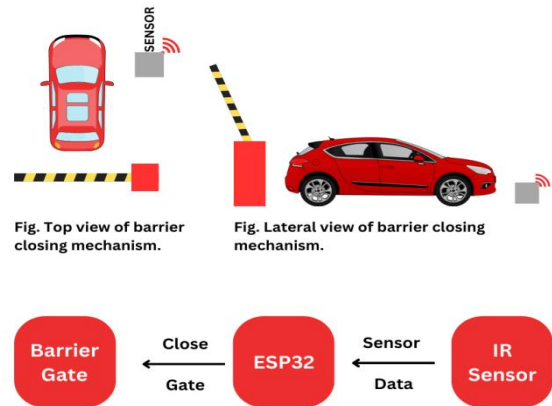 SENSOR
Fig. Top view of barrier
closing mechanism.
Fig. Lateral view of barrier closing
mechanism.
Barrier
Gate
Close
Gate
ESP32
Sensor
Data
IR
Sensor